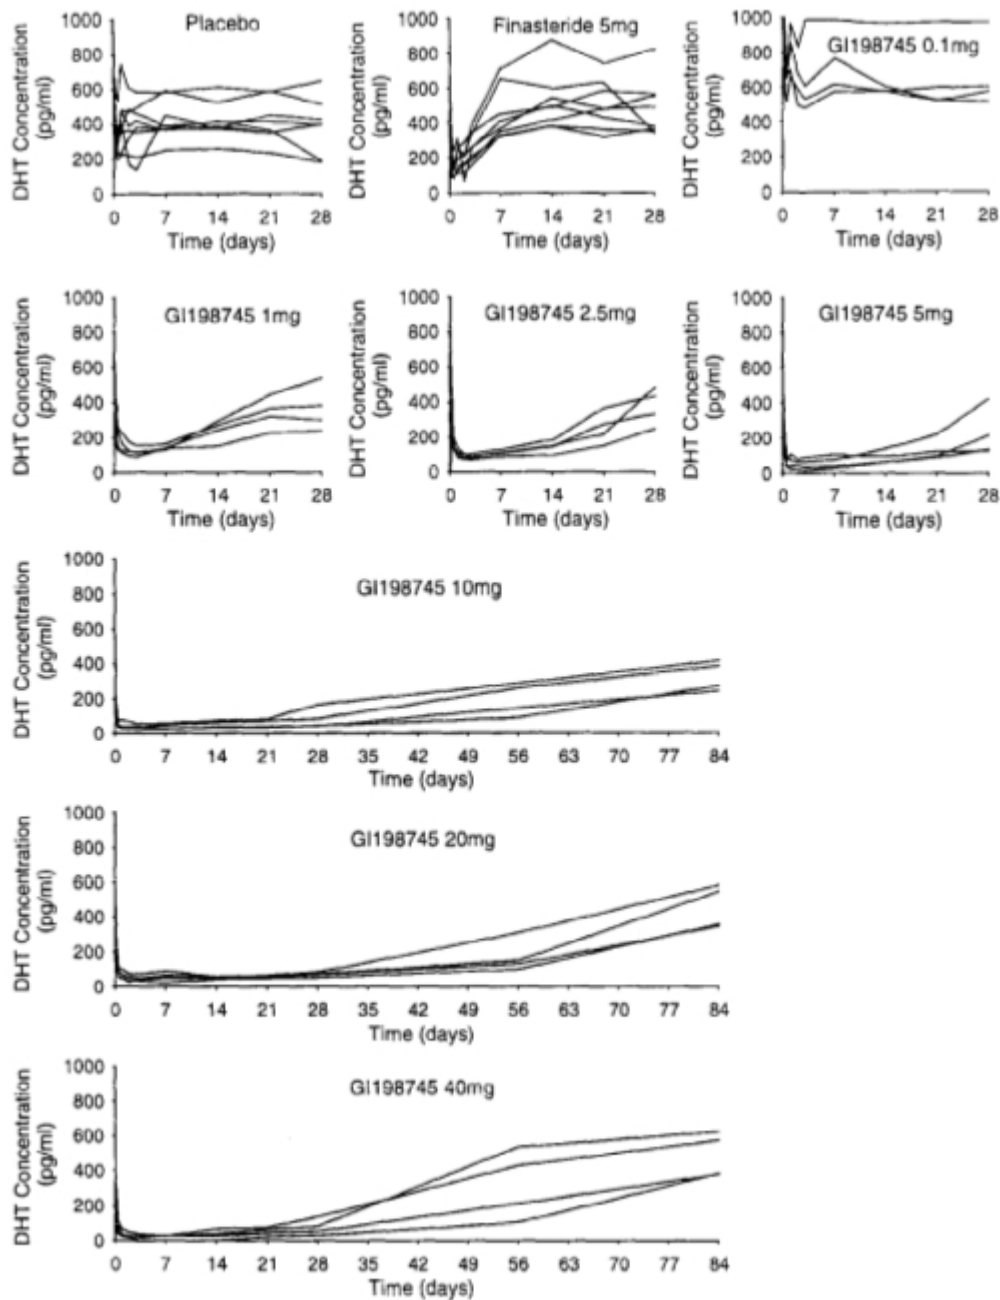 Placebo
1000
800
600
400
200
0
DHT Concentration
(pg/ml)
0 7 14 21 28
Time (days)
Finasteride 5mg
1000
800
600
400
200
0
DHT Concentration
(pg/ml)
0 7 14 21 28
Time (days)
GI198745 0.1mg
1000
800
600
400
200
0
DHT Concentration
(pg/ml)
0 7 14 21 28
Time (days)
GI198745 1mg
1000
800
600
400
200
0
DHT Concentration
(pg/ml)
0 7 14 21 28
Time (days)
GI198745 2.5mg
1000
800
600
400
200
0
DHT Concentration
(pg/ml)
0 7 14 21 28
Time (days)
GI198745 5mg
1000
800
600
400
200
0
DHT Concentration
(pg/ml)
0 7 14 21 28
Time (days)
GI198745 10mg
1000
800
600
400
200
0
DHT Concentration
(pg/ml)
0 7 14 21 28 35 42 49 56 63 70 77 84
Time (days)
GI198745 20mg
1000
800
600
400
200
0
DHT Concentration
(pg/ml)
0 7 14 21 28 35 42 49 56 63 70 77 84
Time (days)
GI198745 40mg
1000
800
600
400
200
0
DHT Concentration
(pg/ml)
0 7 14 21 28 35 42 49 56 63 70 77 84
Time (days)